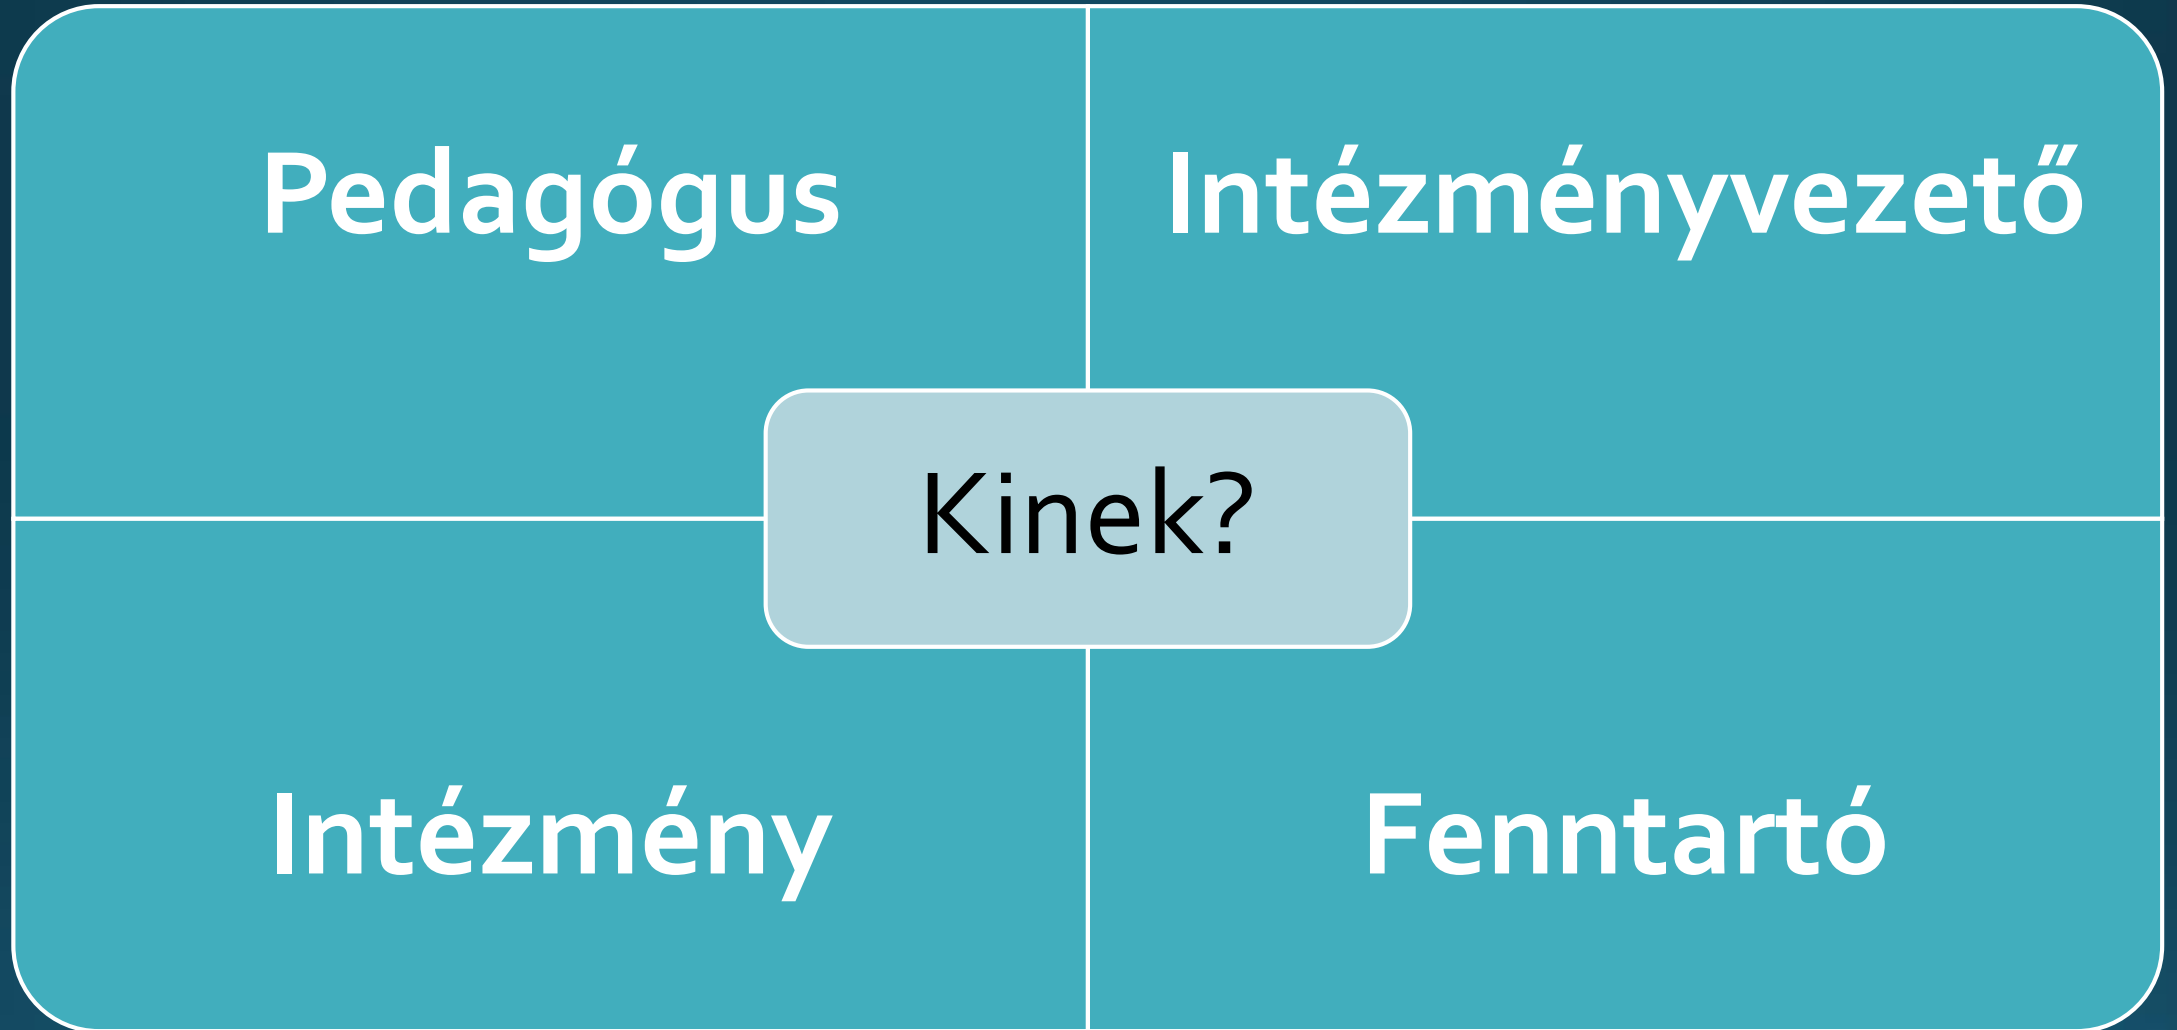 Pedagógus
Intézményvezető
Kinek?
Intézmény
Fenntartó